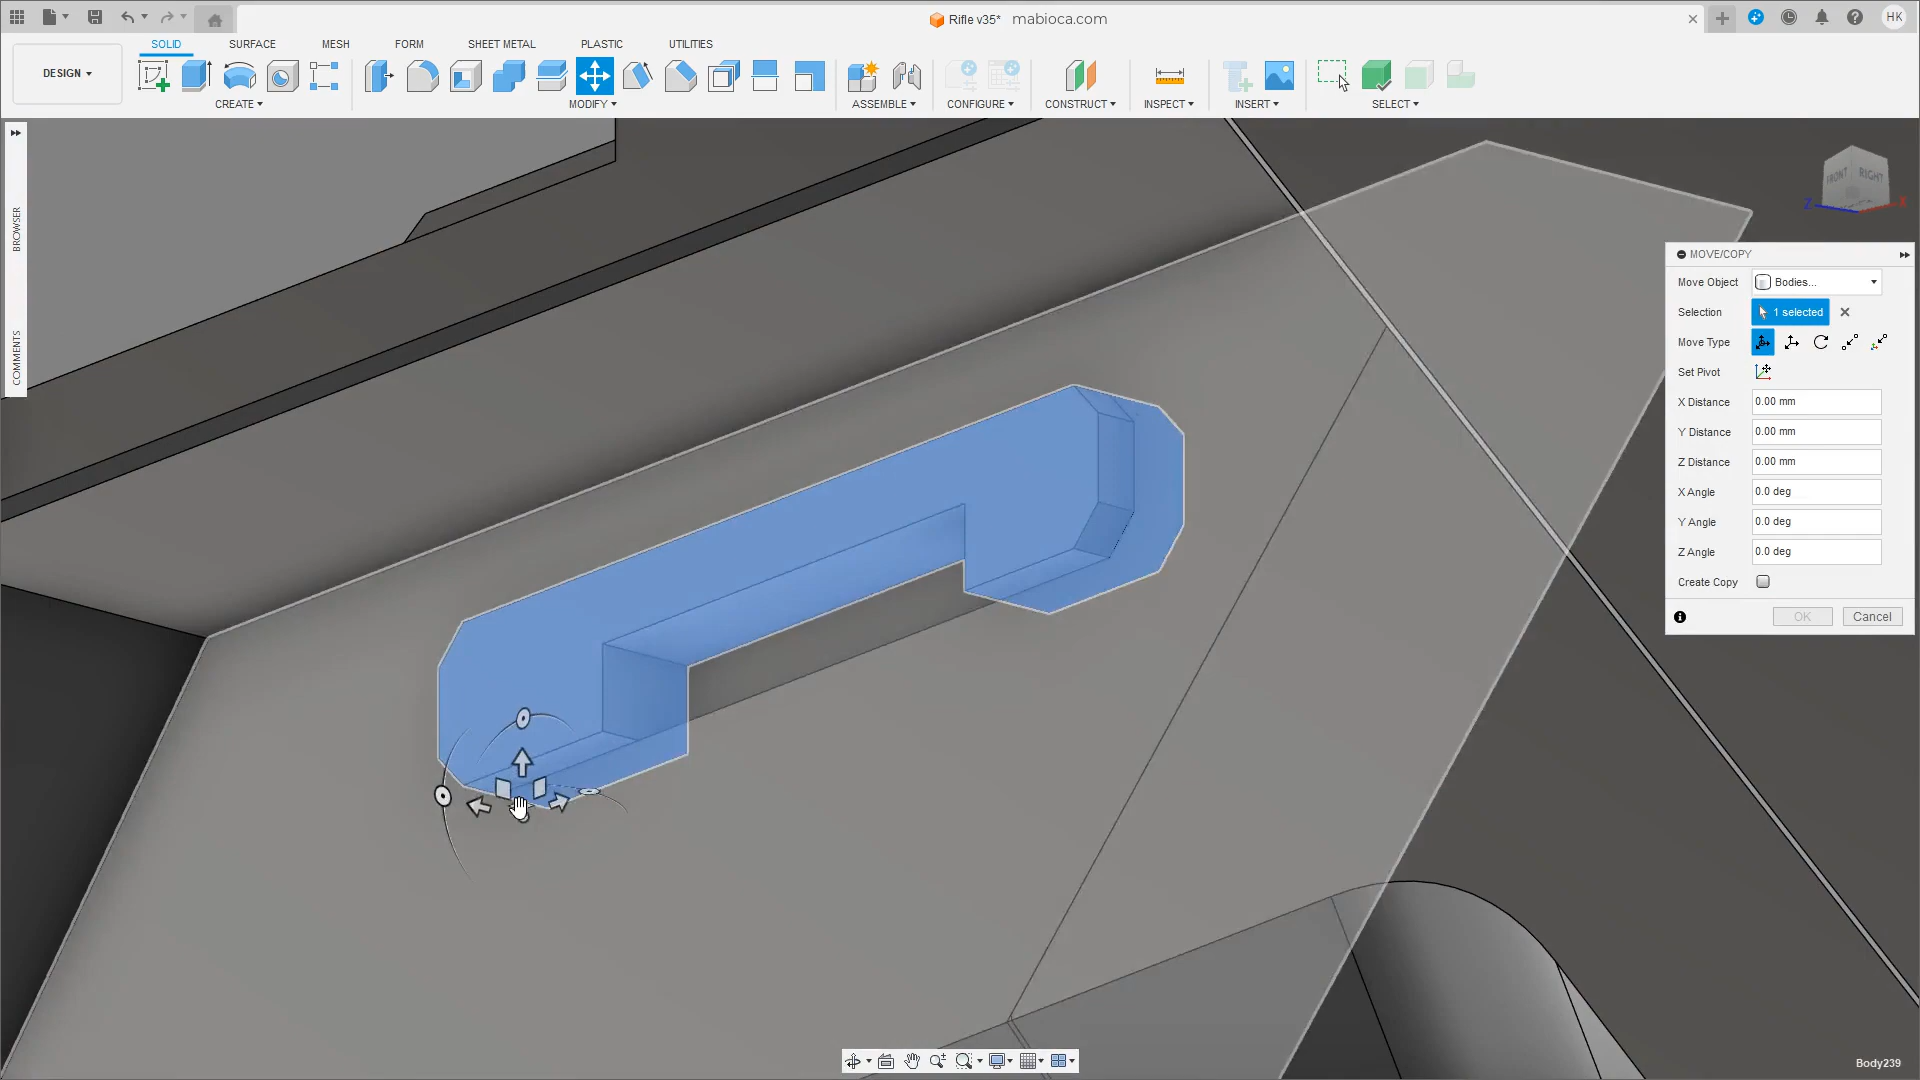 Rifle v35* mabioca.com
HK
DESIGN
SOLID SURFACE MESH FORM SHEET METAL PLASTIC UTILITIES
CREATE MODIFY ASSEMBLE CONFIGURE CONSTRUCT INSPECT INSERT SELECT
BROWSER
COMMENTS
FRONT RIGHT
Z X
MOVE/COPY
Move Object Bodies...
Selection 1 selected
Move Type
Set Pivot
X Distance 0.00 mm
Y Distance 0.00 mm
Z Distance 0.00 mm
X Angle 0.0 deg
Y Angle 0.0 deg
Z Angle 0.0 deg
Create Copy
OK Cancel
Body239